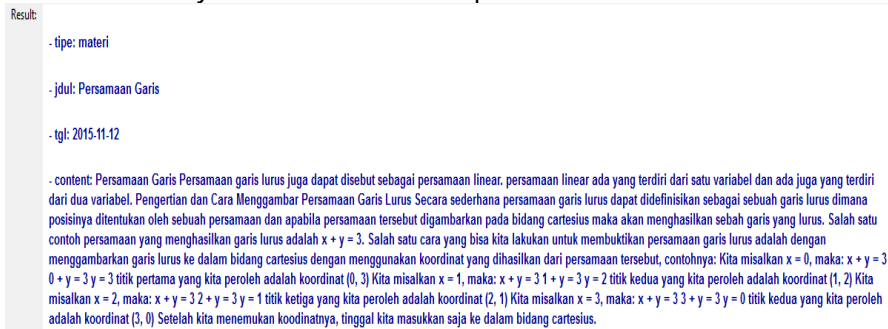 Result:
- tipe: materi
- jdul: Persamaan Garis
- tgl: 2015-11-12
- content: Persamaan Garis Persamaan garis lurus juga dapat disebut sebagai persamaan linear. persamaan linear ada yang terdiri dari satu variabel dan ada juga yang terdiri
dari dua variabel. Pengertian dan Cara Menggambar Persamaan Garis Lurus Secara sederhana persamaan garis lurus dapat didefinisikan sebagai sebuah garis lurus dimana
posisinya ditentukan oleh sebuah persamaan dan apabila persamaan tersebut digambarkan pada bidang cartesius maka akan menghasilkan sebah garis yang lurus. Salah satu
contoh persamaan yang menghasilkan garis lurus adalah x + y = 3. Salah satu cara yang bisa kita lakukan untuk membuktikan persamaan garis lurus adalah dengan
menggambarkan garis lurus ke dalam bidang cartesius dengan menggunakan koordinat yang dihasilkan dari persamaan tersebut, contohnya: Kita misalkan x = 0, maka: x + y = 3
0 + y = 3 y = 3 titik pertama yang kita peroleh adalah koordinat (0, 3) Kita misalkan x = 1, maka: x + y = 3 1 + y = 3 y = 2 titik kedua yang kita peroleh adalah koordinat (1, 2) Kita
misalkan x = 2, maka: x + y = 3 2 + y = 3 y = 1 titik ketiga yang kita peroleh adalah koordinat (2, 1) Kita misalkan x = 3, maka: x + y = 3 3 + y = 3 y = 0 titik kedua yang kita peroleh
adalah koordinat (3, 0) Setelah kita menemukan koodinatnya, tinggal kita masukkan saja ke dalam bidang cartesius.